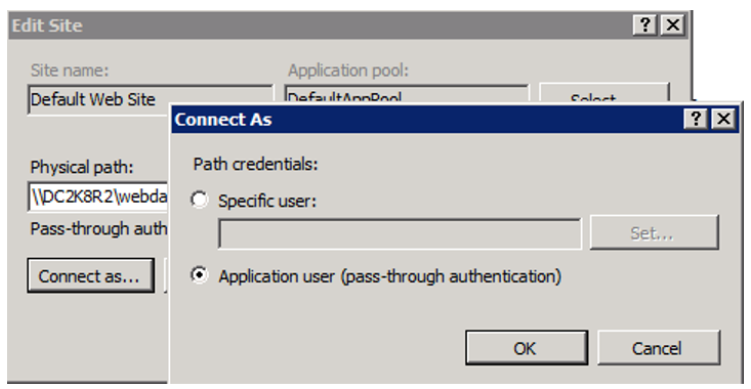 Edit Site
Site name:
Application pool:
Default Web Site
DefaultAppPool
Select...
Connect As
Path credentials:
Physical path:
\\DC2K8R2\webda
Specific user:
Pass-through auth
Set...
Connect as...
Application user (pass-through authentication)
OK
Cancel